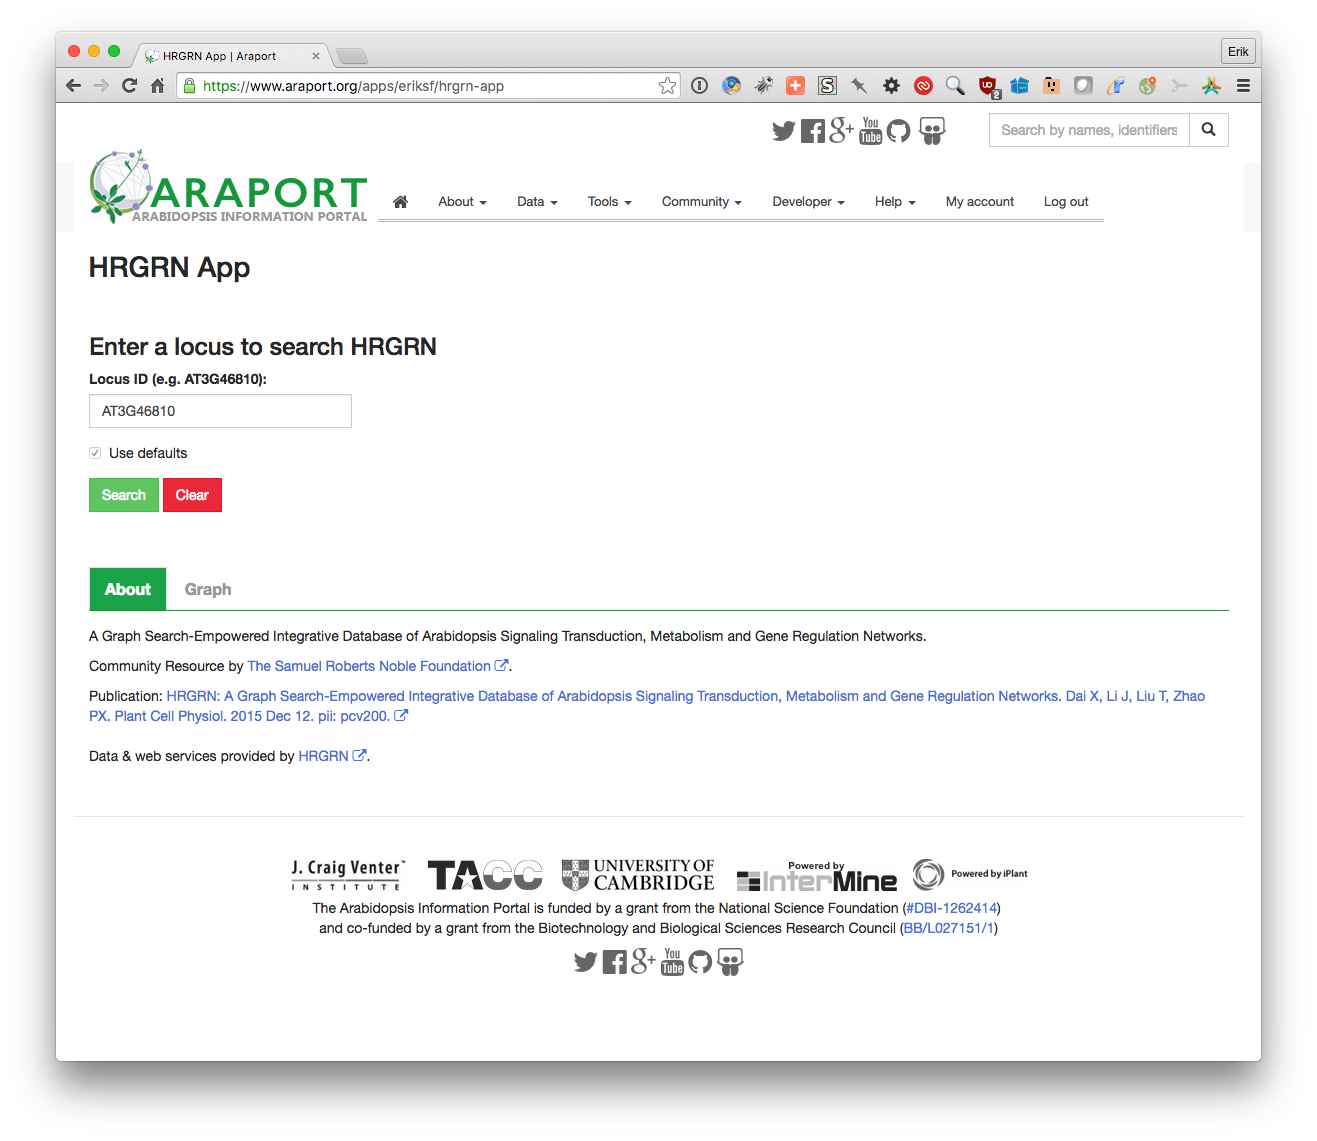 HRGRN App | Araport
Erik
https://www.araport.org/apps/eriksf/hrgrn-app
S
UD
2
You
Tube
Search by names, identifiers
ARAPORT
ARABIDOPSIS INFORMATION PORTAL
About Data Tools Community Developer Help My account Log out
HRGRN App
Enter a locus to search HRGRN
Locus ID (e.g. AT3G46810):
AT3G46810
Use defaults
Search Clear
About Graph
A Graph Search-Empowered Integrative Database of Arabidopsis Signaling Transduction, Metabolism and Gene Regulation Networks.
Community Resource by The Samuel Roberts Noble Foundation .
Publication: HRGRN: A Graph Search-Empowered Integrative Database of Arabidopsis Signaling Transduction, Metabolism and Gene Regulation Networks. Dai X, Li J, Liu T, Zhao
PX. Plant Cell Physiol. 2015 Dec 12. pii: pcv200.
Data & web services provided by HRGRN .
J. Craig Venter™
INSTITUTE
TACC
UNIVERSITY OF
CAMBRIDGE
Powered by
InterMine
Powered by iPlant
The Arabidopsis Information Portal is funded by a grant from the National Science Foundation (#DBI-1262414)
and co-funded by a grant from the Biotechnology and Biological Sciences Research Council (BB/L027151/1)
You
Tube